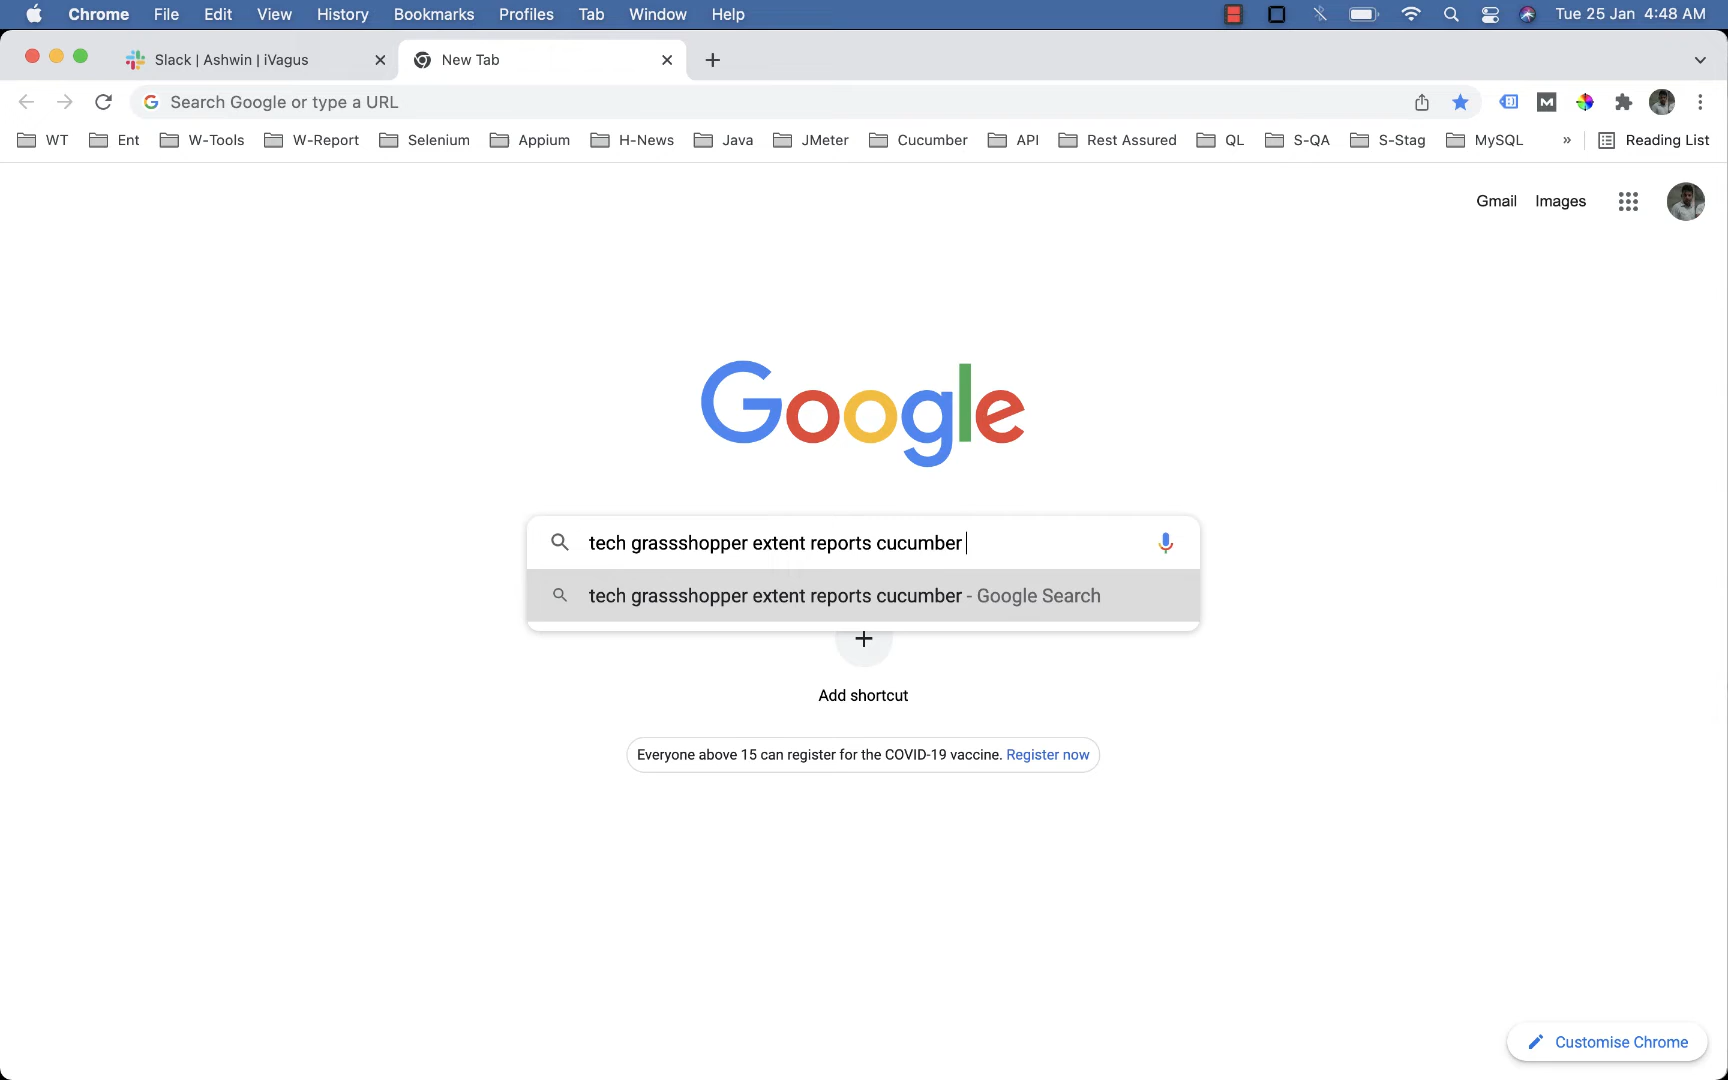 Chrome File Edit View History Bookmarks Profiles Tab Window Help Tue 25 Jan 4:48 AM
Slack | Ashwin | iVagus New Tab
Search Google or type a URL
WT Ent W-Tools W-Report Selenium Appium H-News Java JMeter Cucumber API Rest Assured QL S-QA S-Stag MySQL » Reading List
Gmail Images
Google
tech grassshopper extent reports cucumber
tech grassshopper extent reports cucumber - Google Search
Add shortcut
Everyone above 15 can register for the COVID-19 vaccine. Register now
Customise Chrome